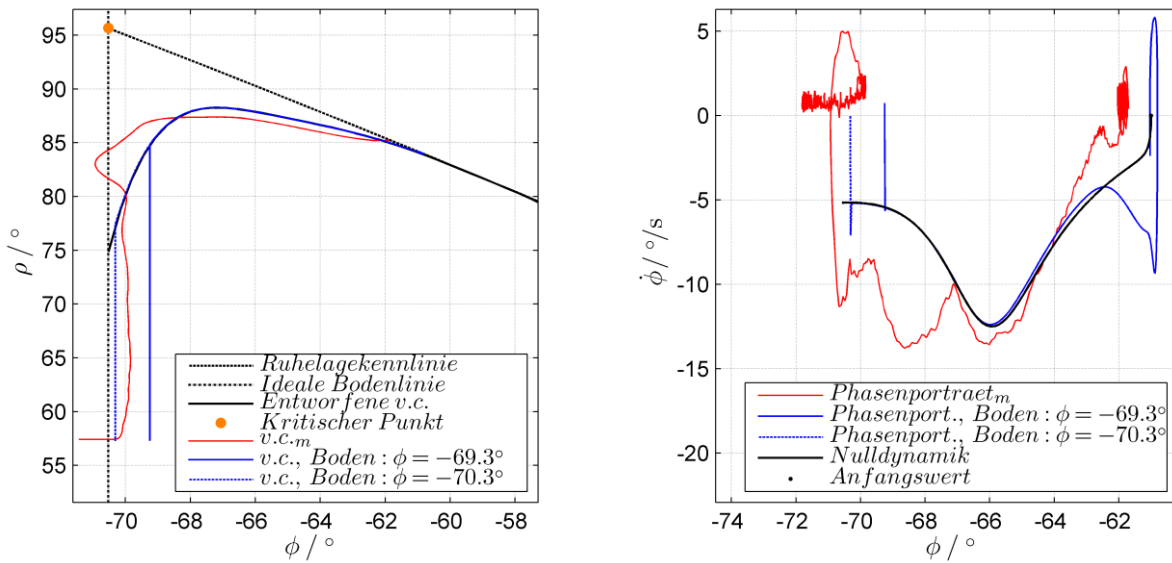 95
90
85
80
75
70
65
60
55
ρ / °
-70
-68
-66
-64
-62
-60
-58
ϕ / °
Ruhelagekennlinie
Ideale Bodenlinie
Entworfene v.c.
Kritischer Punkt
v.c.m
v.c., Boden : ϕ = −69.3°
v.c., Boden : ϕ = −70.3°
5
0
-5
-10
-15
-20
ϕ̇ / °/s
-74
-72
-70
-68
-66
-64
-62
ϕ / °
Phasenportraetm
Phasenport., Boden : ϕ = −69.3°
Phasenport., Boden : ϕ = −70.3°
Nulldynamik
Anfangswert